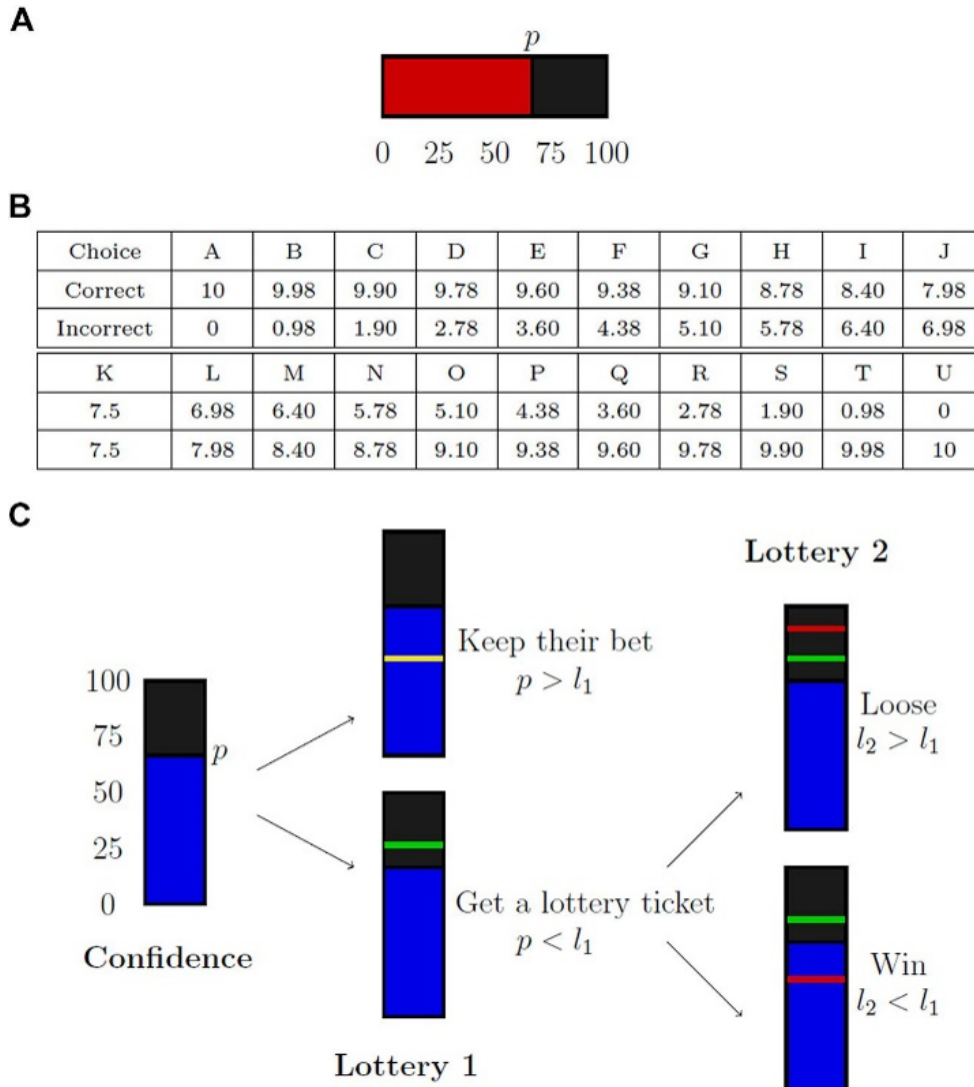 A
p
0 25 50 75 100
B
Choice A B C D E F G H I J
Correct 10 9.98 9.90 9.78 9.60 9.38 9.10 8.78 8.40 7.98
Incorrect 0 0.98 1.90 2.78 3.60 4.38 5.10 5.78 6.40 6.98
K L M N O P Q R S T U
7.5 6.98 6.40 5.78 5.10 4.38 3.60 2.78 1.90 0.98 0
7.5 7.98 8.40 8.78 9.10 9.38 9.60 9.78 9.90 9.98 10
C
100
75
50
25
0
p
Confidence
Keep their bet
p > l₁
Get a lottery ticket
p < l₁
Lottery 1
Lottery 2
Loose
l₂ > l₁
Win
l₂ < l₁